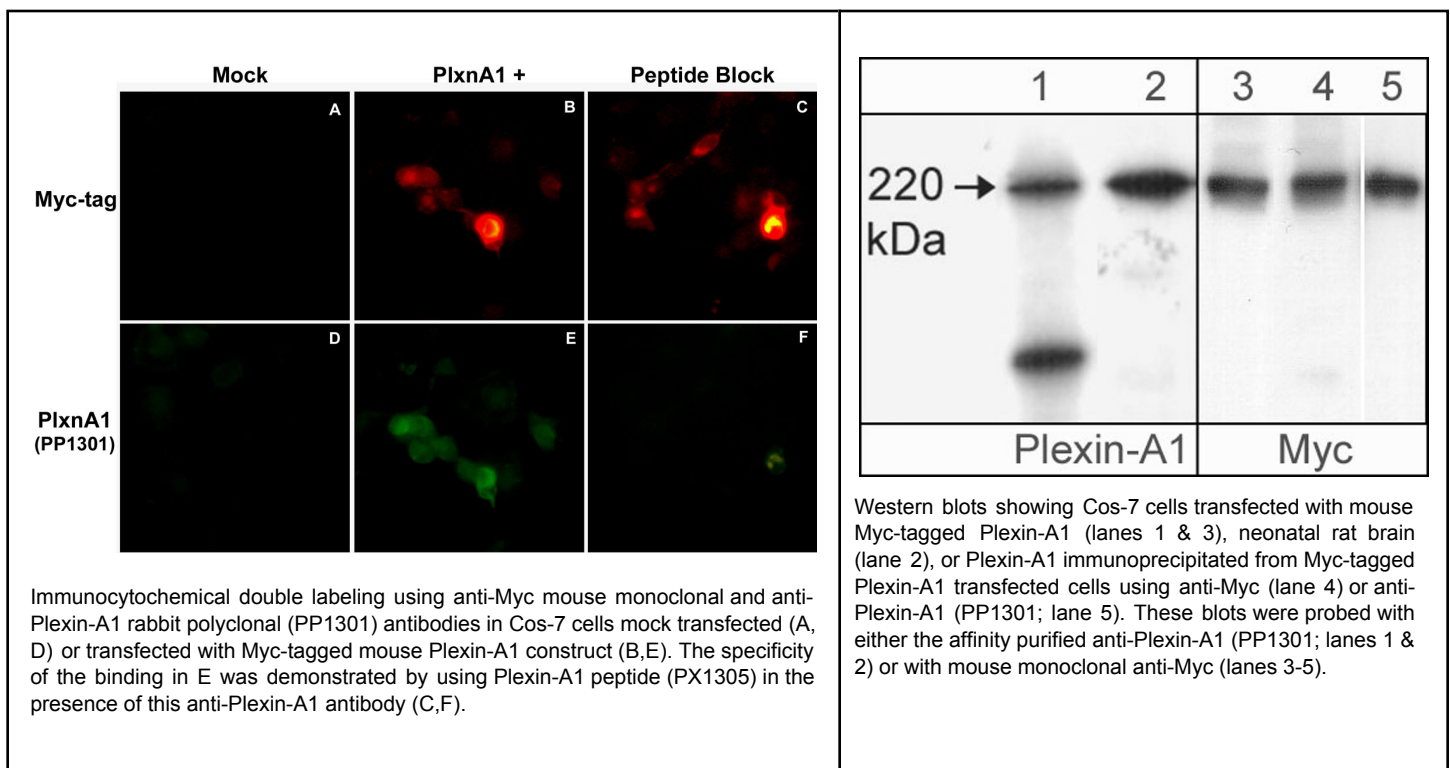 Mock PlxnA1 + Peptide Block
A B C
Myc-tag
D E F
PlxnA1
(PP1301)
Immunocytochemical double labeling using anti-Myc mouse monoclonal and anti-
Plexin-A1 rabbit polyclonal (PP1301) antibodies in Cos-7 cells mock transfected (A,
D) or transfected with Myc-tagged mouse Plexin-A1 construct (B,E). The specificity
of the binding in E was demonstrated by using Plexin-A1 peptide (PX1305) in the
presence of this anti-Plexin-A1 antibody (C,F).
1 2 3 4 5
220 →
kDa
Plexin-A1 Myc
Western blots showing Cos-7 cells transfected with mouse
Myc-tagged Plexin-A1 (lanes 1 & 3), neonatal rat brain
(lane 2), or Plexin-A1 immunoprecipitated from Myc-tagged
Plexin-A1 transfected cells using anti-Myc (lane 4) or anti-
Plexin-A1 (PP1301; lane 5). These blots were probed with
either the affinity purified anti-Plexin-A1 (PP1301; lanes 1 &
2) or with mouse monoclonal anti-Myc (lanes 3-5).